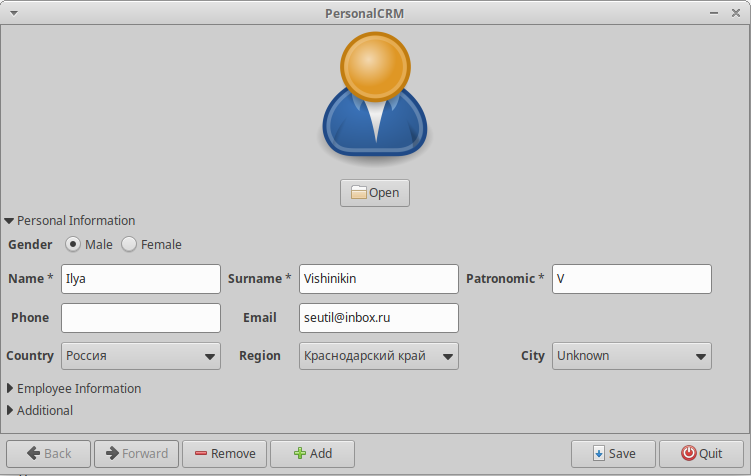 PersonalCRM
Open
Personal Information
Gender Male Female
Name * Ilya Surname * Vishinikin Patronomic * V
Phone Email seutil@inbox.ru
Country Россия Region Краснодарский край City Unknown
Employee Information
Additional
Back Forward Remove Add Save Quit